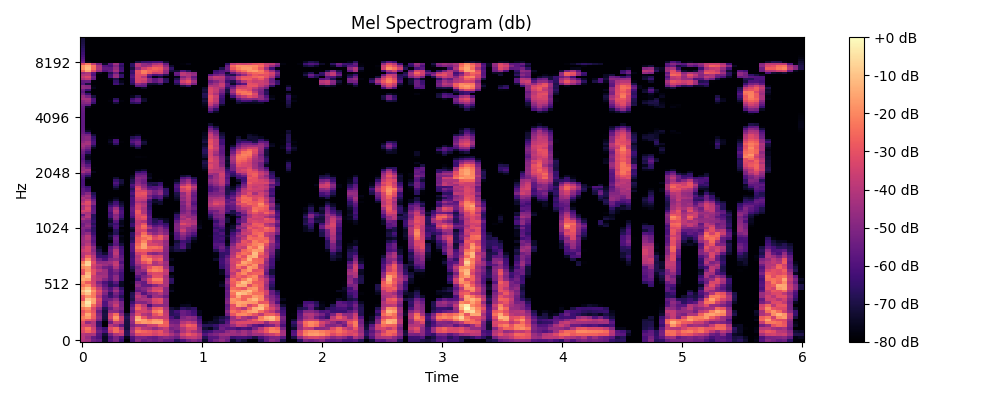 Mel Spectrogram (db)
8192
4096
2048
1024
512
0
Hz
0 1 2 3 4 5 6
Time
+0 dB
-10 dB
-20 dB
-30 dB
-40 dB
-50 dB
-60 dB
-70 dB
-80 dB